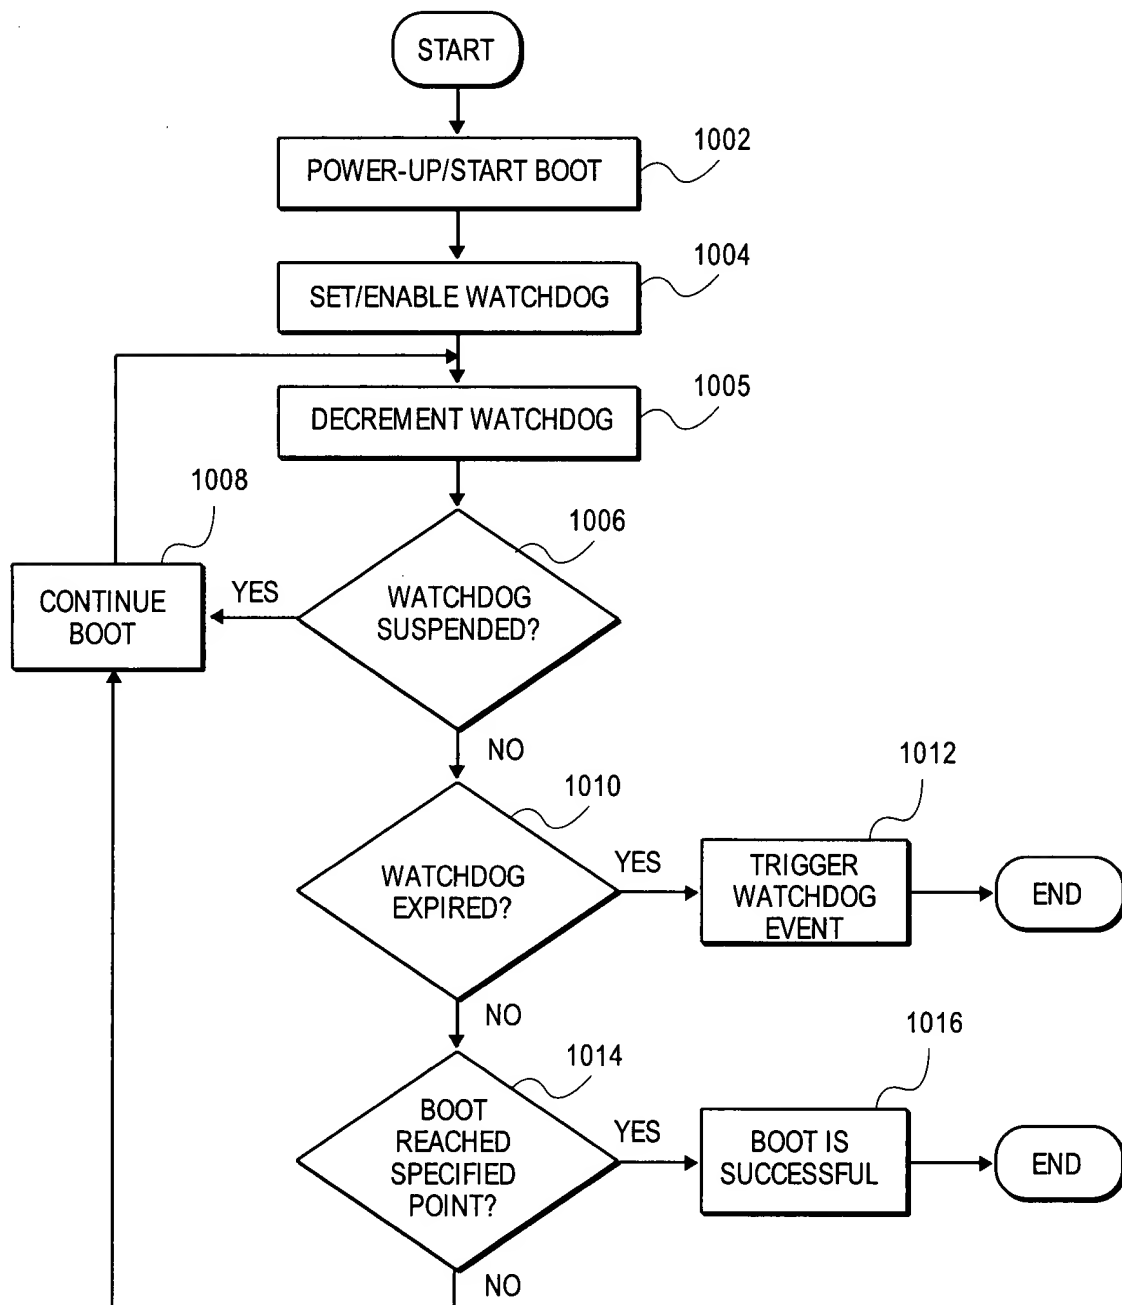 START
1002
POWER-UP/START BOOT
1004
SET/ENABLE WATCHDOG
1005
DECREMENT WATCHDOG
1008
1006
CONTINUE
BOOT
YES
WATCHDOG
SUSPENDED?
NO
1010
1012
WATCHDOG
EXPIRED?
YES
TRIGGER
WATCHDOG
EVENT
END
NO
1014
1016
BOOT
REACHED
SPECIFIED
POINT?
YES
BOOT IS
SUCCESSFUL
END
NO